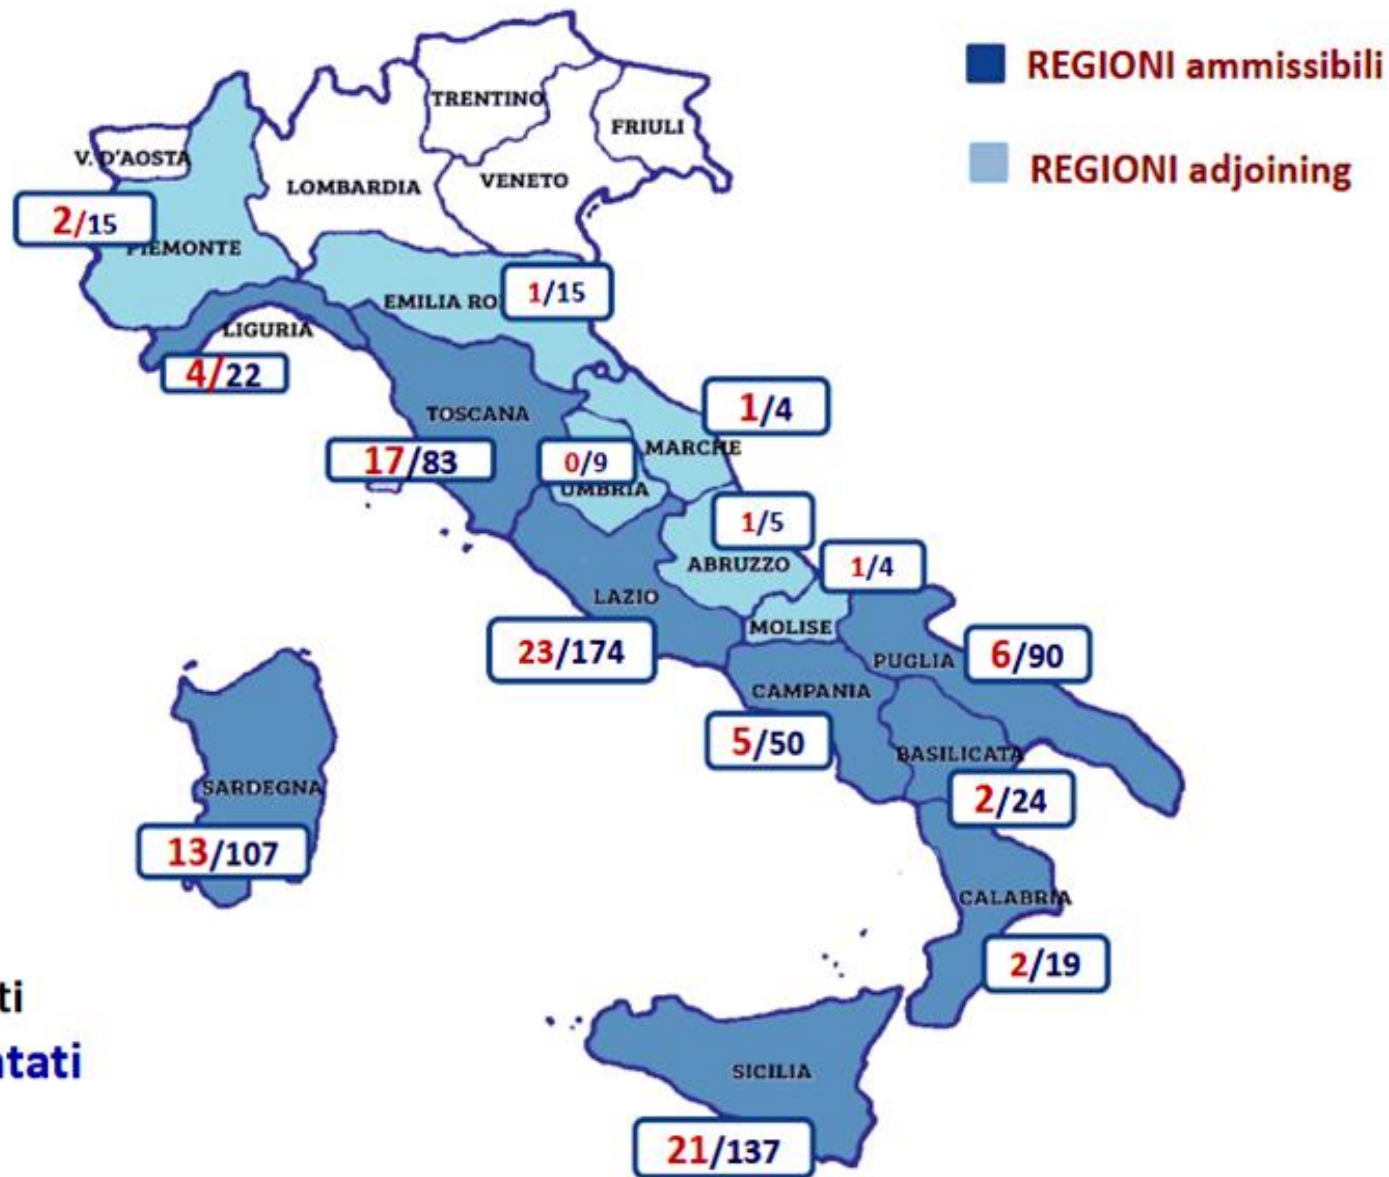 REGIONI ammissibili
REGIONI adjoining
TRENTINO
FRIULI
V. D'AOSTA
LOMBARDIA
VENETO
2/15
PIEMONTE
EMILIA RO
1/15
LIGURIA
4/22
TOSCANA
1/4
MARCHE
17/83
0/9
UMBRIA
1/5
ABRUZZO
1/4
LAZIO
MOLISE
23/174
PUGLIA
6/90
CAMPANIA
5/50
BASILICATA
2/24
SARDEGNA
13/107
CALABRIA
2/19
ti
tati
SICILIA
21/137